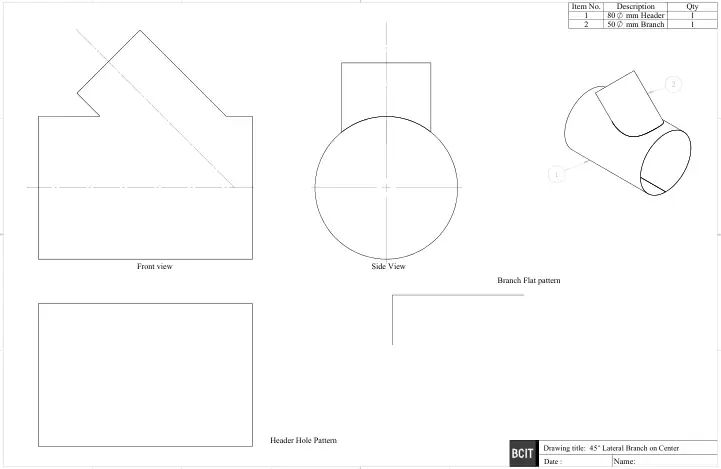 Item No. Description Qty
1 80 ∅ mm Header 1
2 50 ∅ mm Branch 1
2
1
Front view
Side View
Branch Flat pattern
Header Hole Pattern
BCIT
Drawing title: 45° Lateral Branch on Center
Date :
Name: